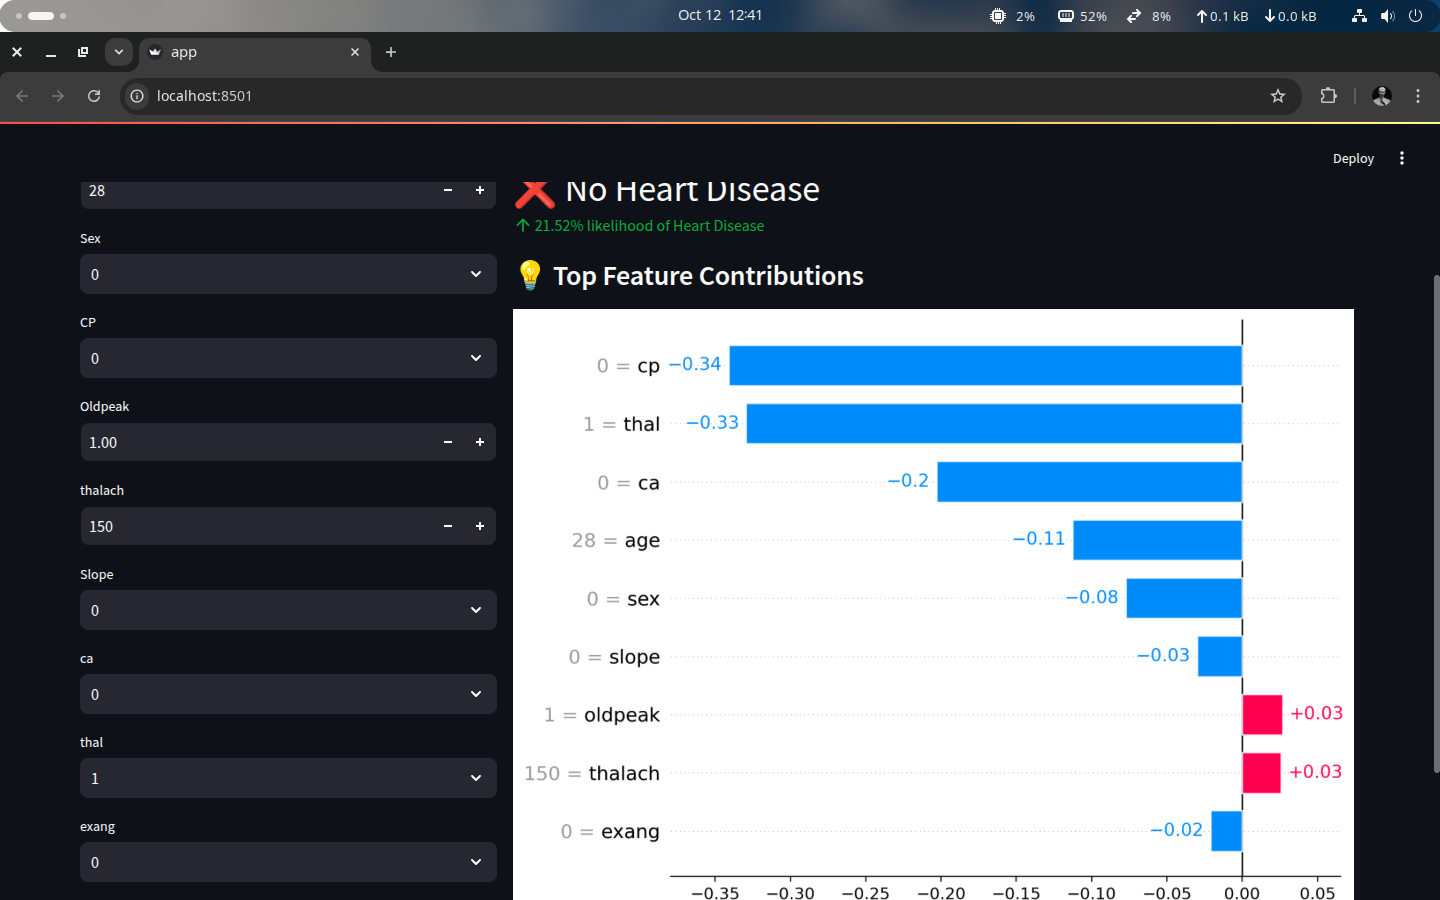 Oct 12 12:41
2%
52%
8%
0.1 kB
0.0 kB
app
localhost:8501
Deploy
28
Sex
0
CP
0
Oldpeak
1.00
thalach
150
Slope
0
ca
0
thal
1
exang
0
No Heart Disease
21.52% likelihood of Heart Disease
Top Feature Contributions
0 = cp −0.34
1 = thal −0.33
0 = ca −0.2
28 = age −0.11
0 = sex −0.08
0 = slope −0.03
1 = oldpeak +0.03
150 = thalach +0.03
0 = exang −0.02
−0.35 −0.30 −0.25 −0.20 −0.15 −0.10 −0.05 0.00 0.05